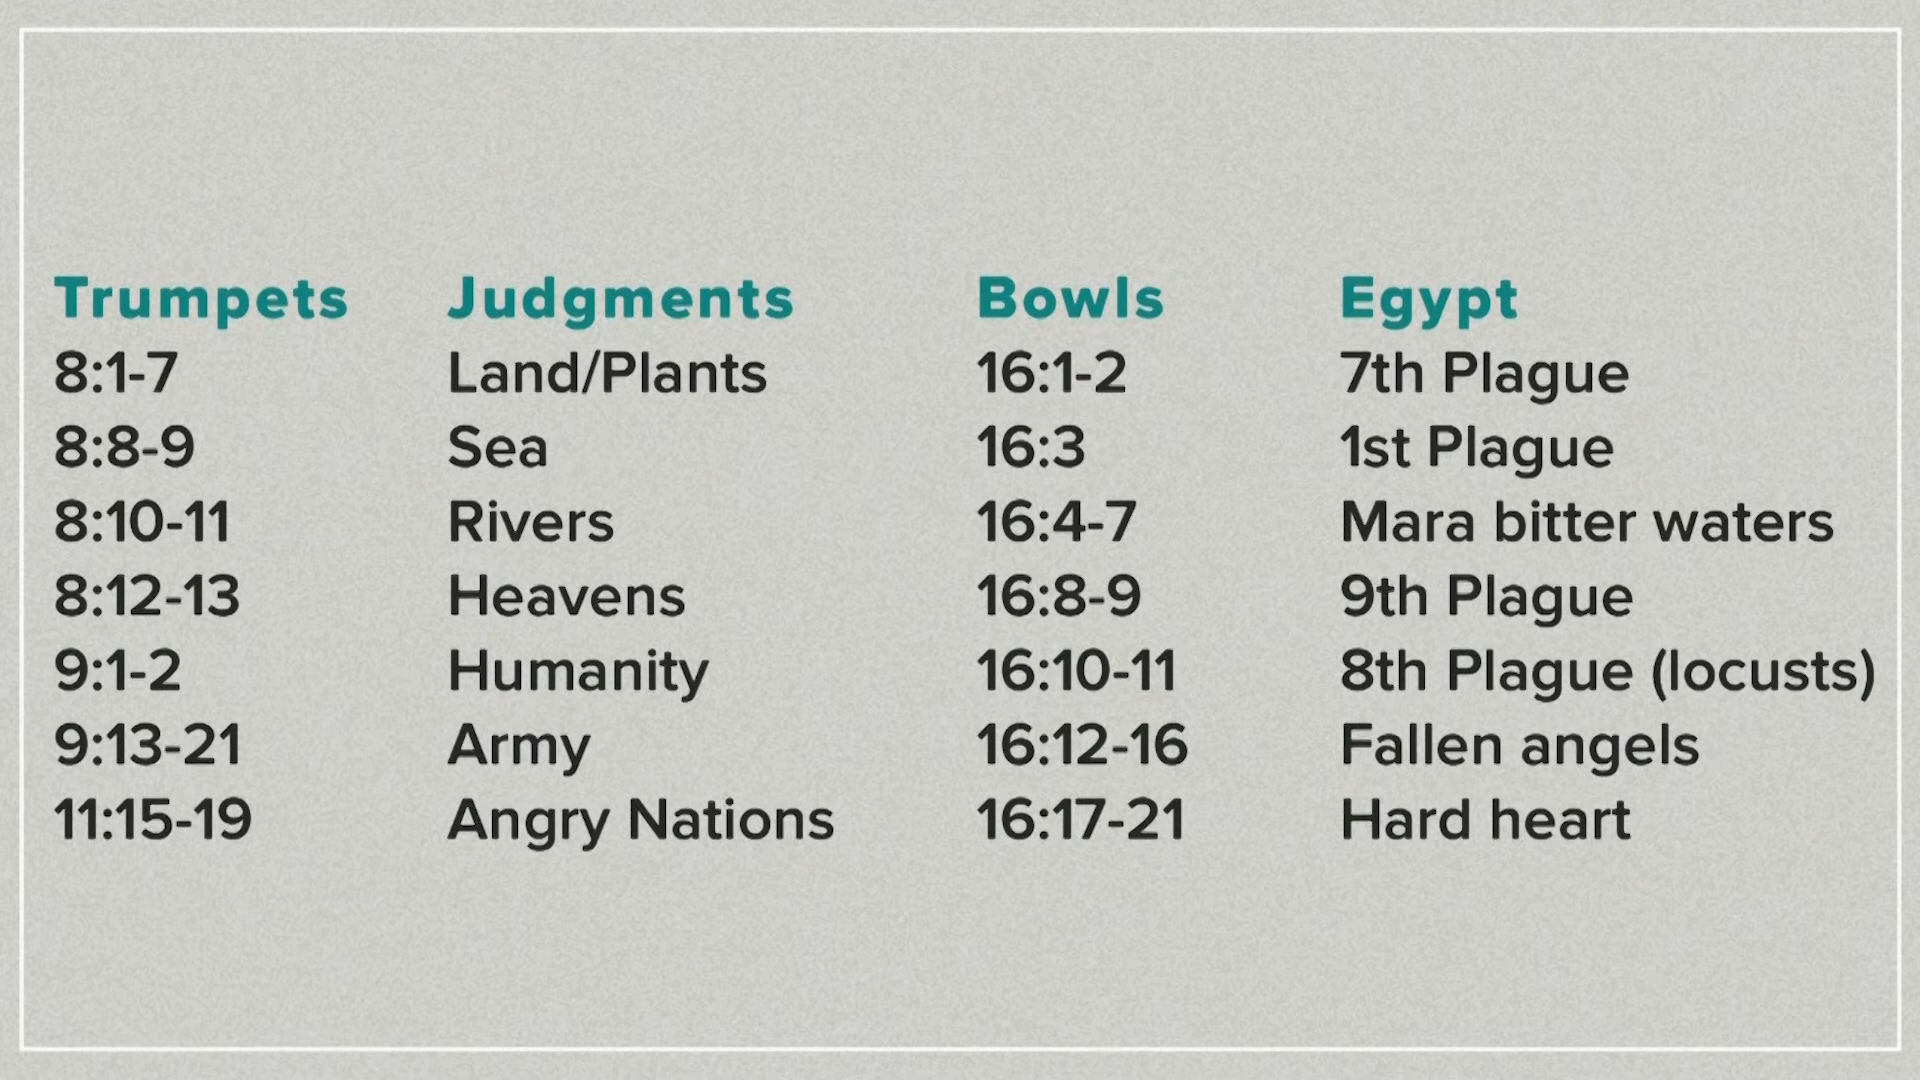 Trumpets Judgments Bowls Egypt
8:1-7 Land/Plants 16:1-2 7th Plague
8:8-9 Sea 16:3 1st Plague
8:10-11 Rivers 16:4-7 Mara bitter waters
8:12-13 Heavens 16:8-9 9th Plague
9:1-2 Humanity 16:10-11 8th Plague (locusts)
9:13-21 Army 16:12-16 Fallen angels
11:15-19 Angry Nations 16:17-21 Hard heart